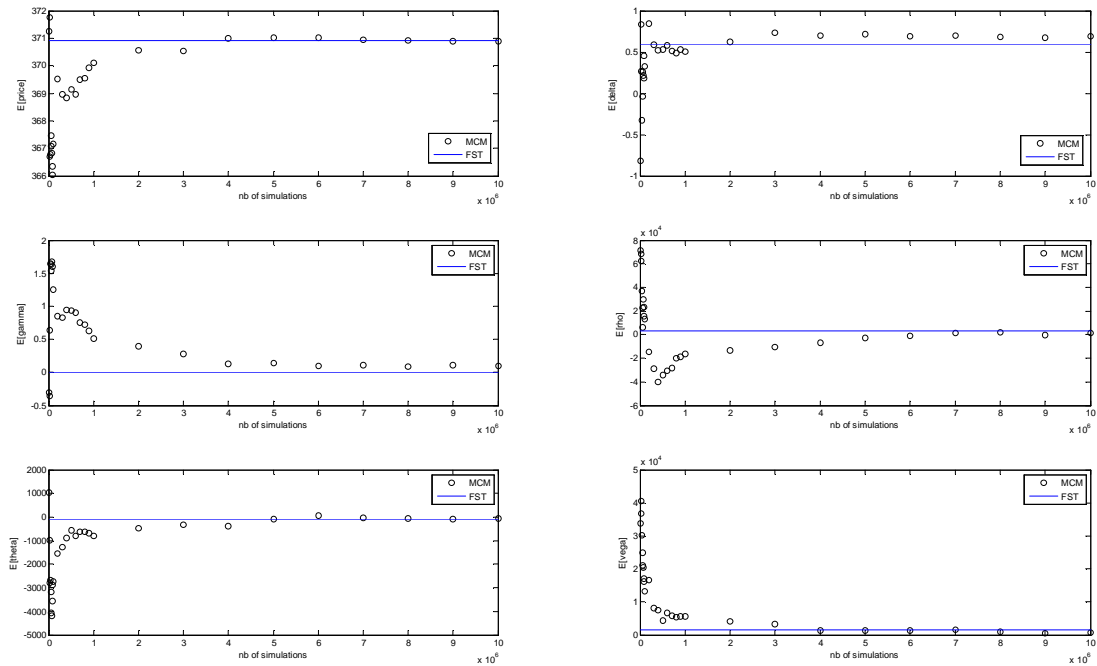 372
371
370
369
368
367
366
E[price]
MCM
FST
0 1 2 3 4 5 6 7 8 9 10
nb of simulations
x 10^6
1
0.5
0
-0.5
-1
E[delta]
MCM
FST
0 1 2 3 4 5 6 7 8 9 10
nb of simulations
x 10^6
2
1.5
1
0.5
0
-0.5
E[gamma]
MCM
FST
0 1 2 3 4 5 6 7 8 9 10
nb of simulations
x 10^6
x 10^4
8
6
4
2
0
-2
-4
-6
E[rho]
MCM
FST
0 1 2 3 4 5 6 7 8 9 10
nb of simulations
x 10^6
2000
1000
0
-1000
-2000
-3000
-4000
-5000
E[theta]
MCM
FST
0 1 2 3 4 5 6 7 8 9 10
nb of simulations
x 10^6
x 10^4
5
4
3
2
1
0
E[vega]
MCM
FST
0 1 2 3 4 5 6 7 8 9 10
nb of simulations
x 10^6